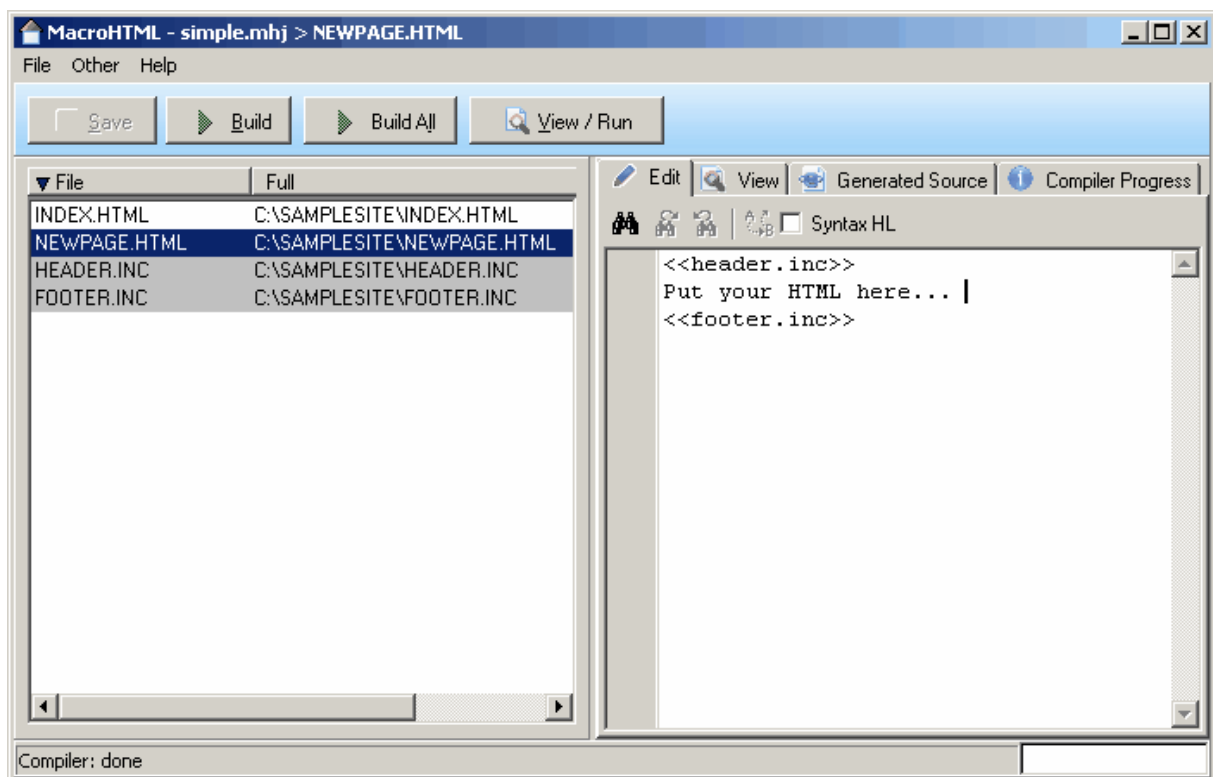 MacroHTML - simple.mhj > NEWPAGE.HTML
File Other Help
Save Build Build All View / Run
File Full
INDEX.HTML C:\SAMPLESITE\INDEX.HTML
NEWPAGE.HTML C:\SAMPLESITE\NEWPAGE.HTML
HEADER.INC C:\SAMPLESITE\HEADER.INC
FOOTER.INC C:\SAMPLESITE\FOOTER.INC
Edit View Generated Source Compiler Progress
Syntax HL
<<header.inc>>
Put your HTML here...
<<footer.inc>>
Compiler: done